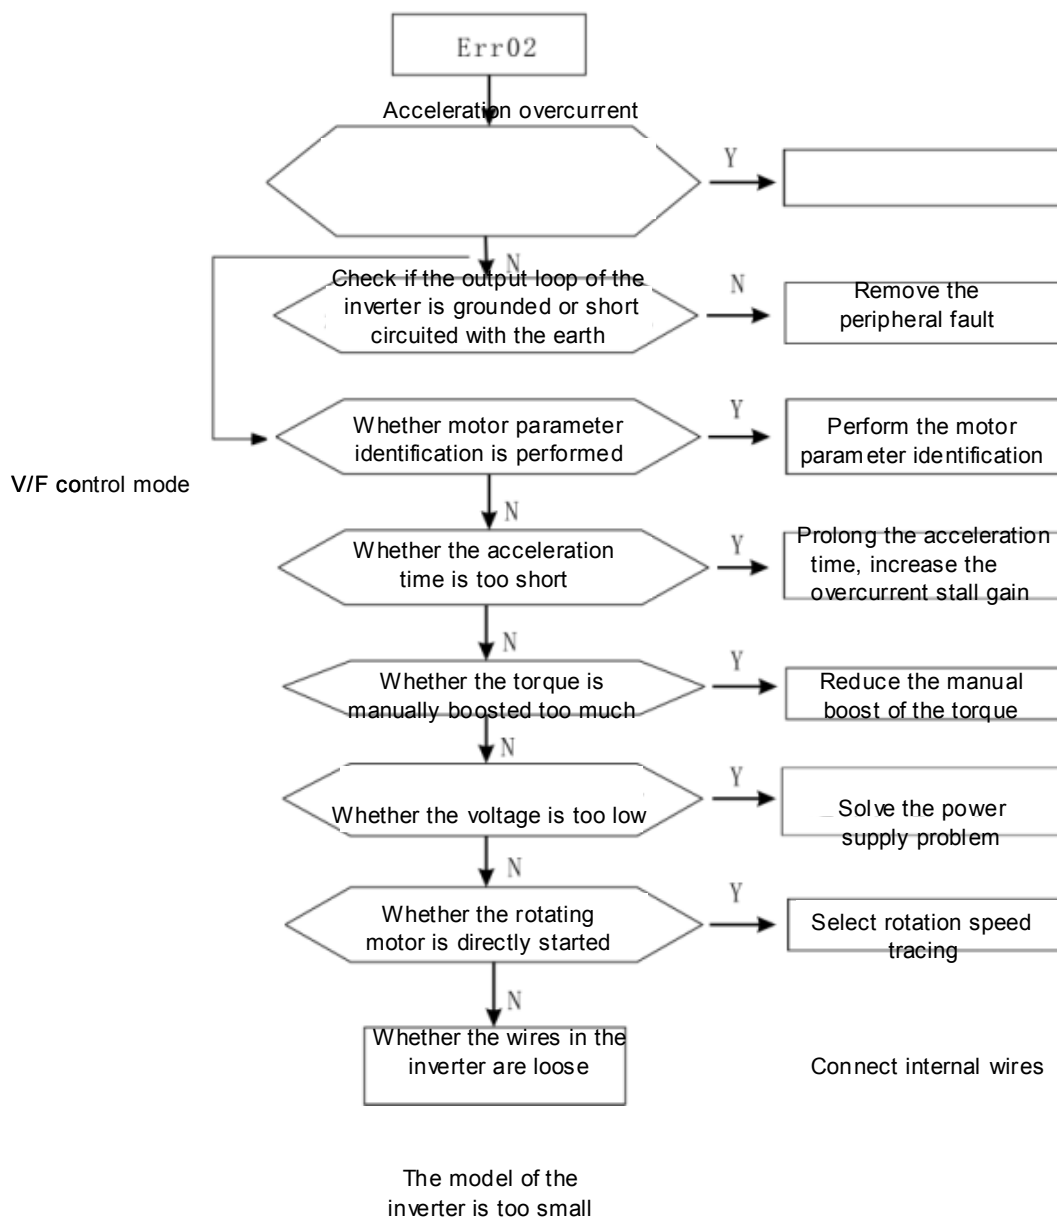 Err02
Acceleration overcurrent
Y
N
Check if the output loop of the
inverter is grounded or short
circuited with the earth
N
Remove the
peripheral fault
Whether motor parameter
identification is performed
Y
Perform the motor
parameter identification
V/F control mode
N
Whether the acceleration
time is too short
Y
Prolong the acceleration
time, increase the
overcurrent stall gain
N
Whether the torque is
manually boosted too much
Y
Reduce the manual
boost of the torque
N
Whether the voltage is too low
Y
Solve the power
supply problem
N
Whether the rotating
motor is directly started
Y
Select rotation speed
tracing
N
Whether the wires in the
inverter are loose
Connect internal wires
The model of the
inverter is too small